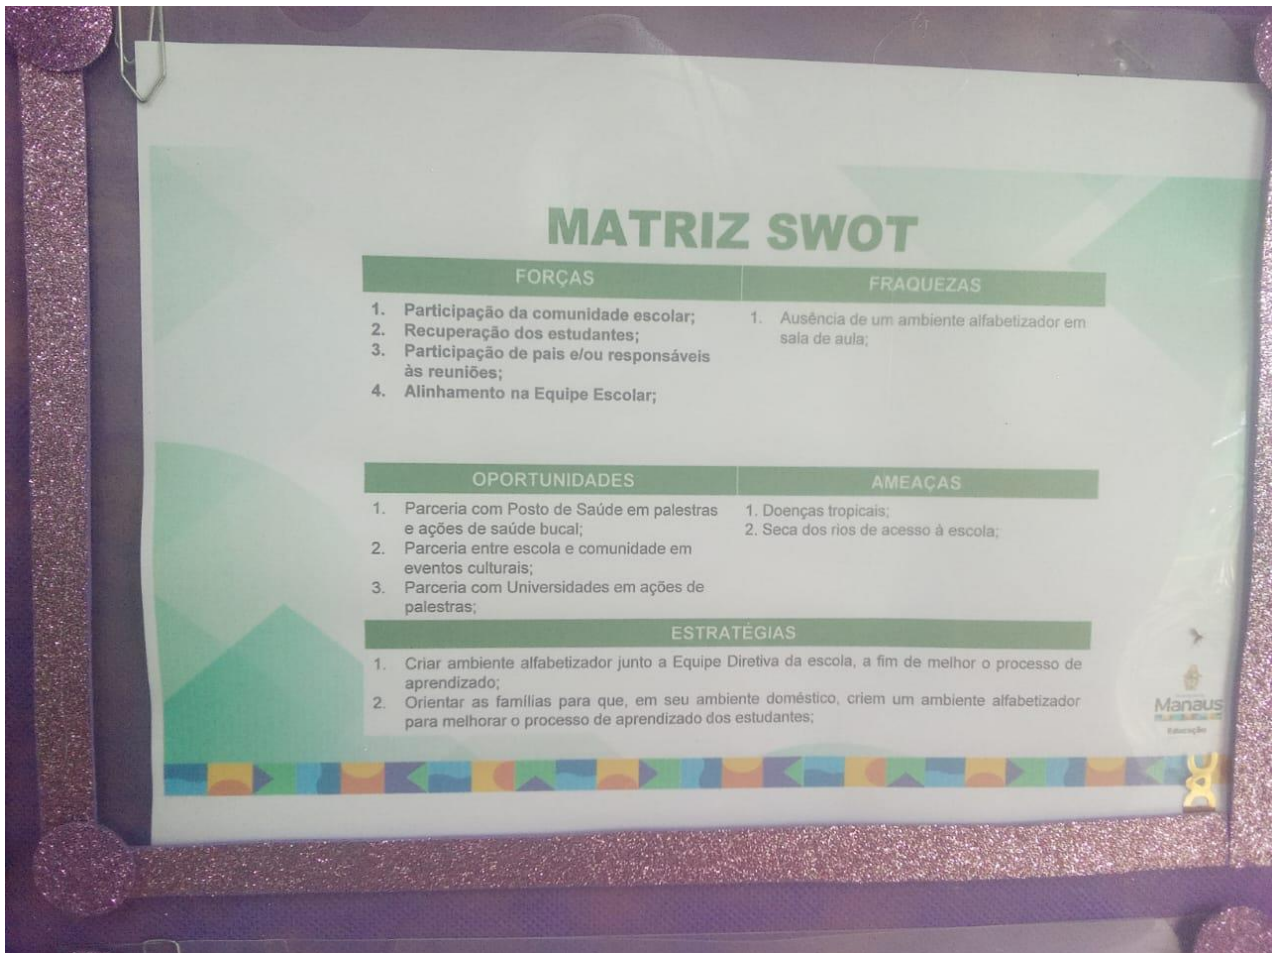 MATRIZ SWOT
FORÇAS
1. Participação da comunidade escolar;
2. Recuperação dos estudantes;
3. Participação de pais e/ou responsáveis
às reuniões;
4. Alinhamento na Equipe Escolar;
FRAQUEZAS
1. Ausência de um ambiente alfabetizador em
sala de aula;
OPORTUNIDADES
1. Parceria com Posto de Saúde em palestras
e ações de saúde bucal;
2. Parceria entre escola e comunidade em
eventos culturais;
3. Parceria com Universidades em ações de
palestras;
AMEAÇAS
1. Doenças tropicais;
2. Seca dos rios de acesso à escola;
ESTRATÉGIAS
1. Criar ambiente alfabetizador junto a Equipe Diretiva da escola, a fim de melhor o processo de
aprendizado;
2. Orientar as famílias para que, em seu ambiente doméstico, criem um ambiente alfabetizador
para melhorar o processo de aprendizado dos estudantes;
Manaus
Educação